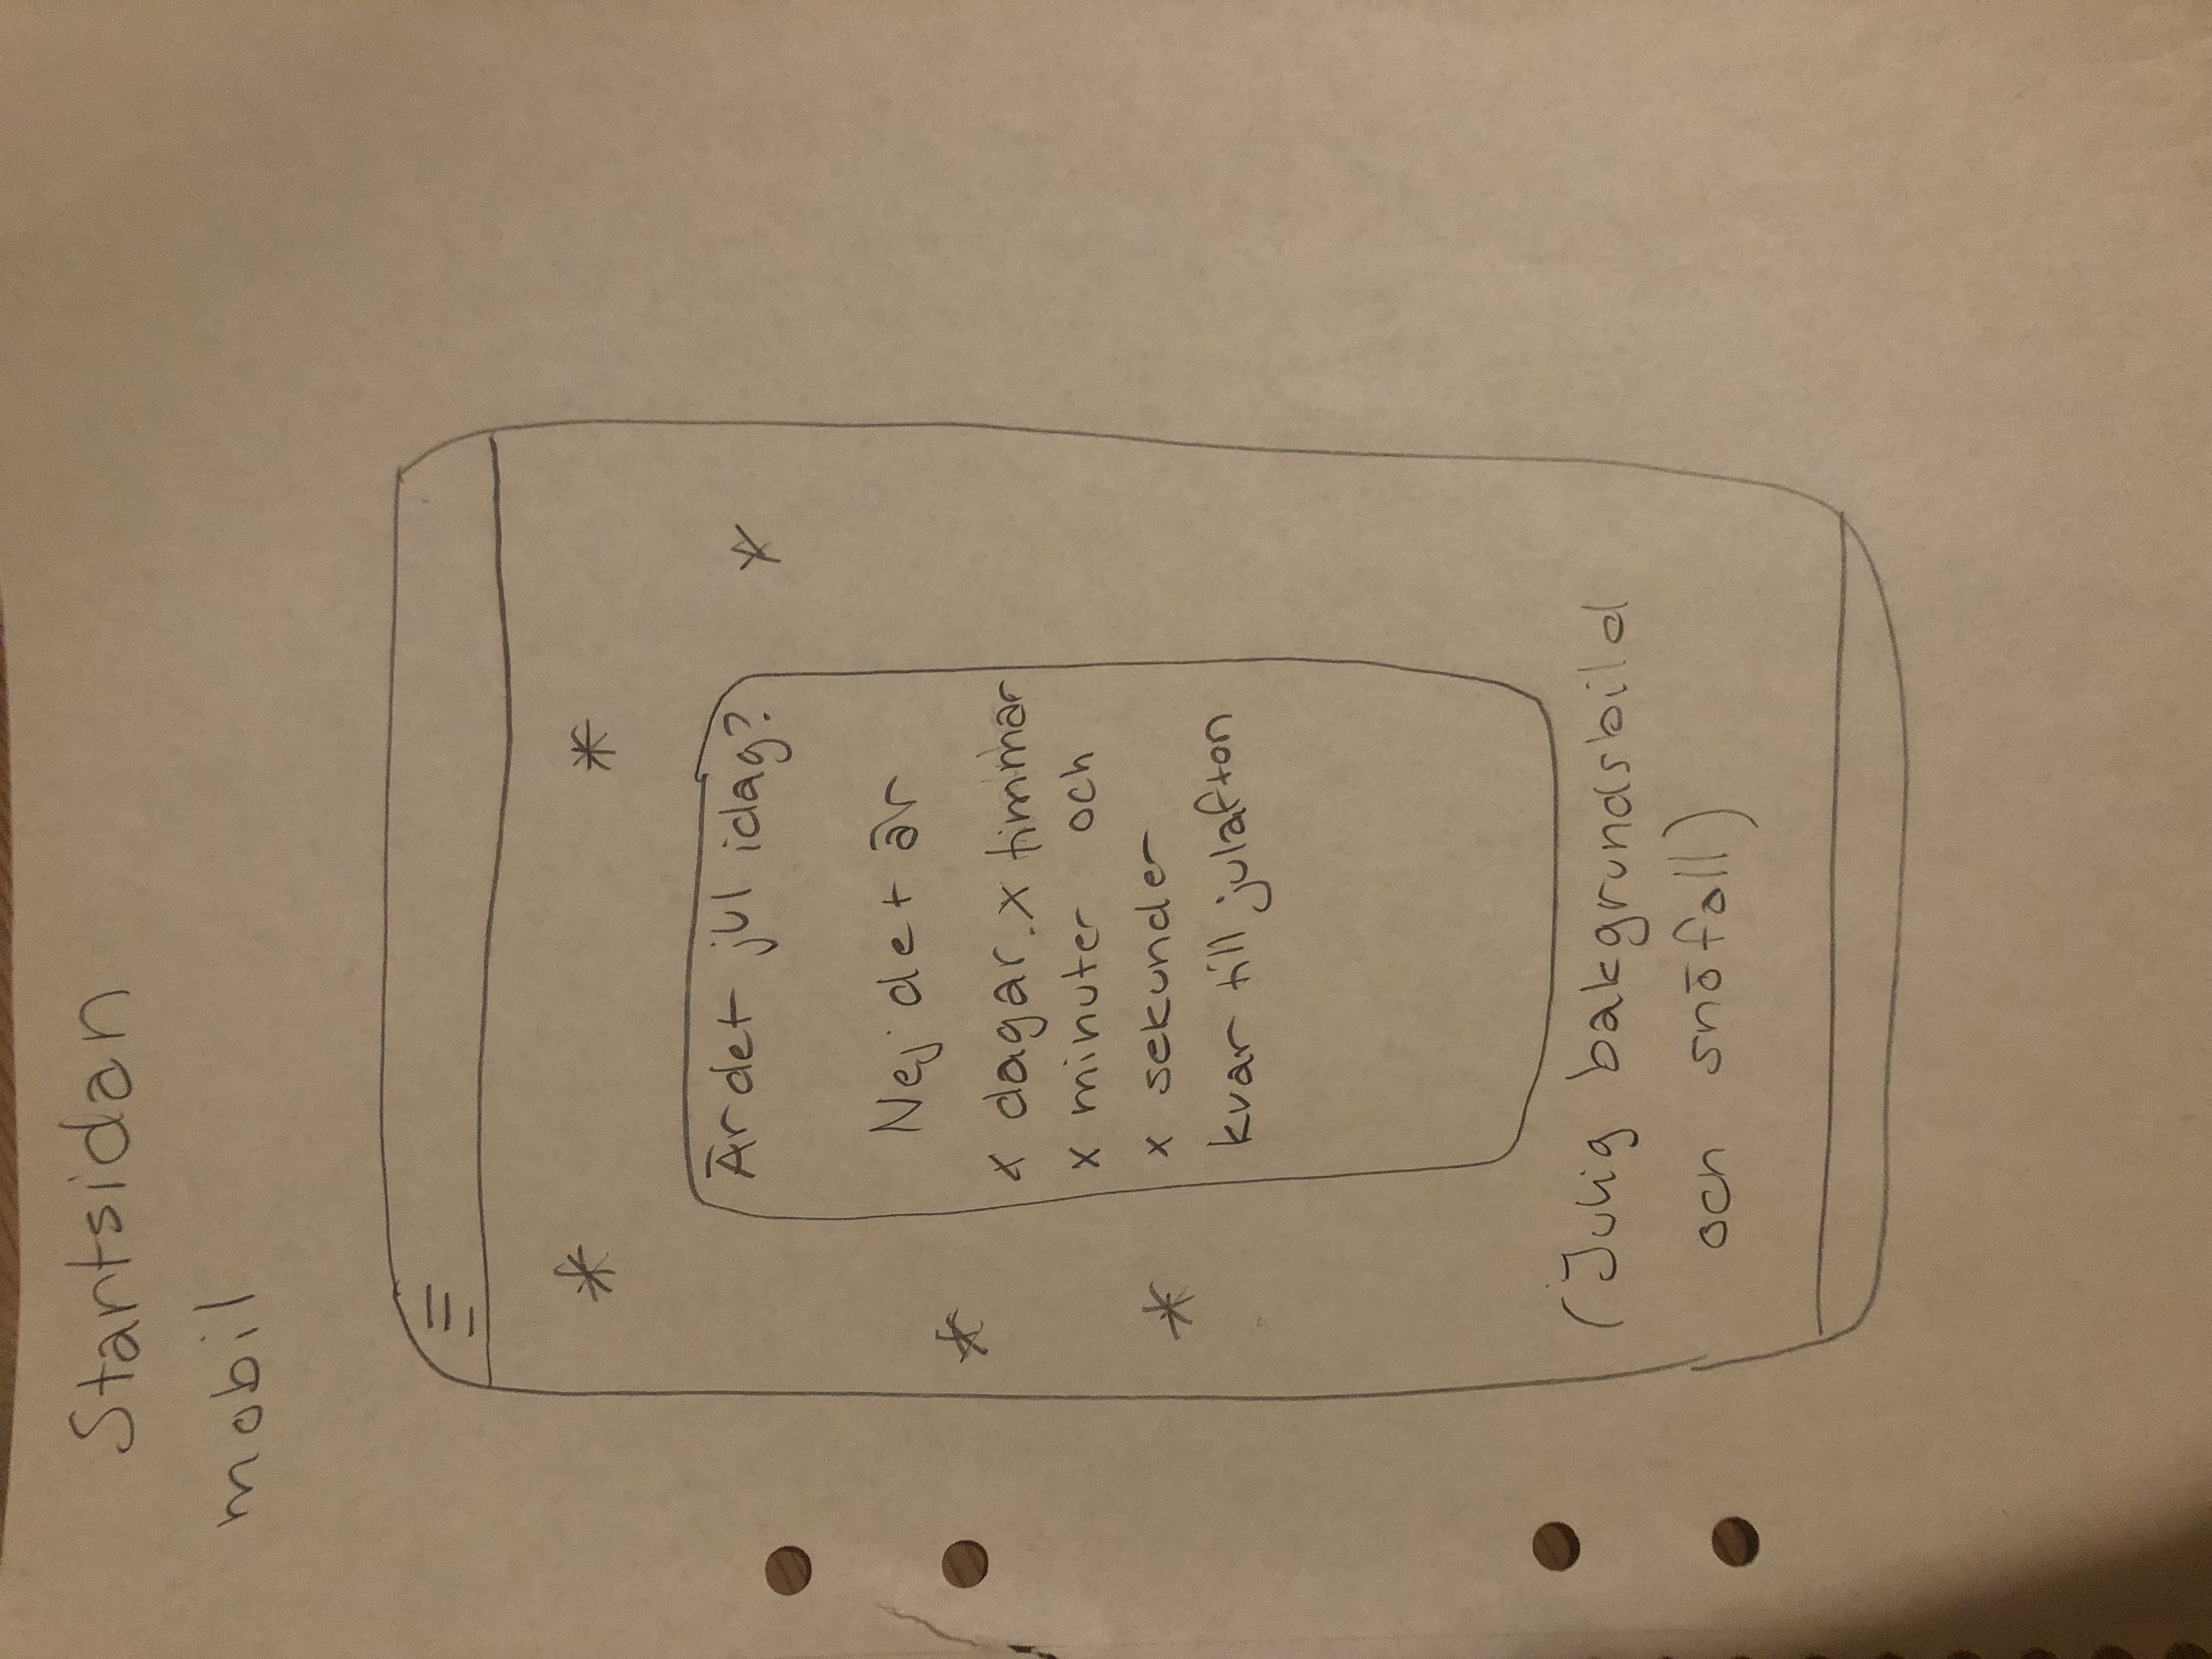 Startsidan
mobil
Är det jul idag?
Nej det är
x dagar. x timmar
x minuter och
x sekunder
kvar till julafton
(Julig bakgrundsbild
och snöfall)